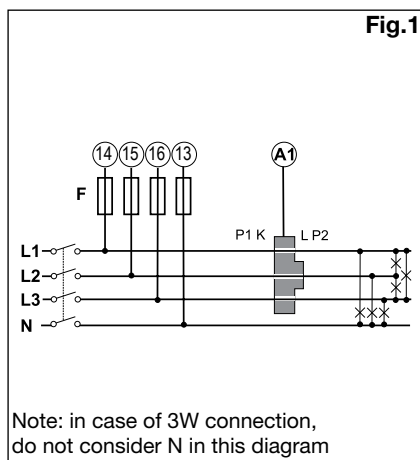 Fig.1
14 15 16 13 A1
F
P1 K L P2
L1
L2
L3
N
Note: in case of 3W connection,
do not consider N in this diagram